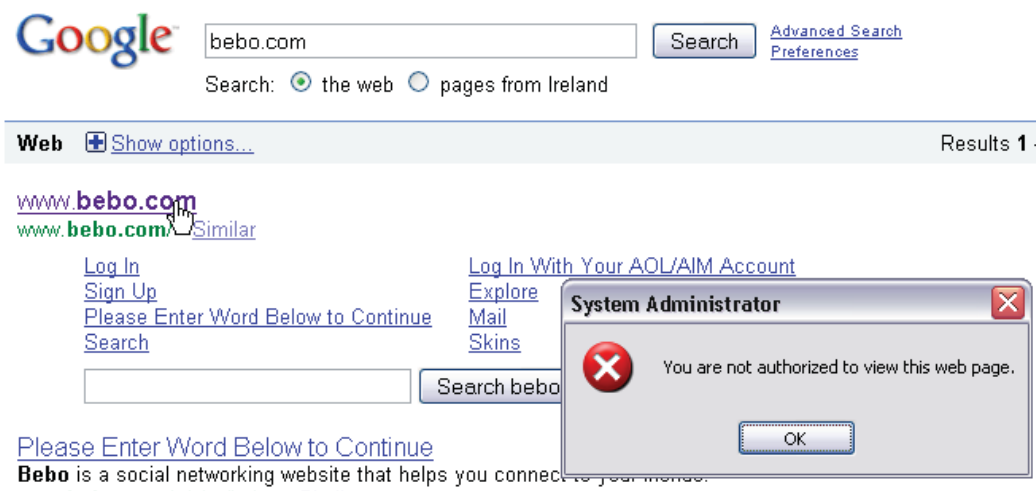 Google bebo.com Search Advanced Search
Preferences
Search: the web pages from Ireland
Web Show options... Results 1 -
www.bebo.com
www.bebo.com/ Similar
Log In Log In With Your AOL/AIM Account
Sign Up Explore
Please Enter Word Below to Continue Mail
Search Skins
Search bebo
System Administrator
You are not authorized to view this web page.
OK
Please Enter Word Below to Continue
Bebo is a social networking website that helps you connect to your friends.